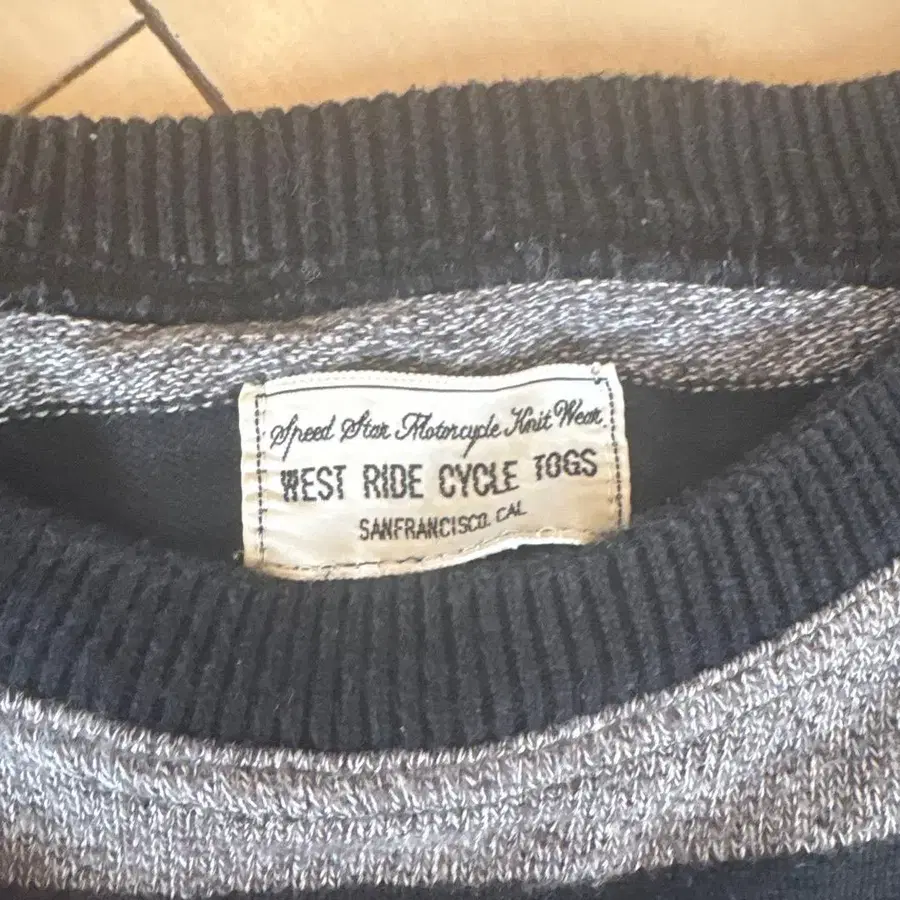 Speed Star Motorcycle Knit Wear
WEST RIDE CYCLE TOGS
SANFRANCISCO. CAL